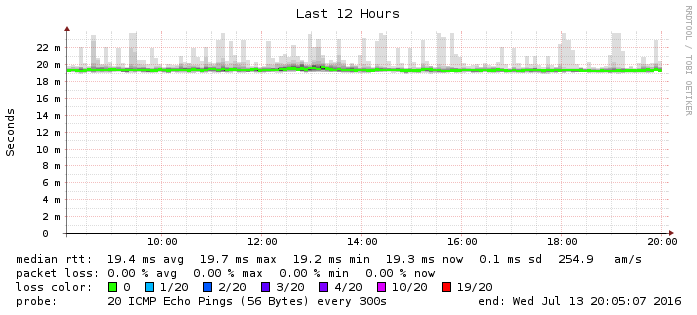 Last 12 Hours
RRDTOOL / TOBI OETIKER
Seconds
22 m
20 m
18 m
16 m
14 m
12 m
10 m
8 m
6 m
4 m
2 m
0
10:00 12:00 14:00 16:00 18:00 20:00
median rtt: 19.4 ms avg 19.7 ms max 19.2 ms min 19.3 ms now 0.1 ms sd 254.9 am/s
packet loss: 0.00 % avg 0.00 % max 0.00 % min 0.00 % now
loss color: 0 1/20 2/20 3/20 4/20 10/20 19/20
probe: 20 ICMP Echo Pings (56 Bytes) every 300s end: Wed Jul 13 20:05:07 2016